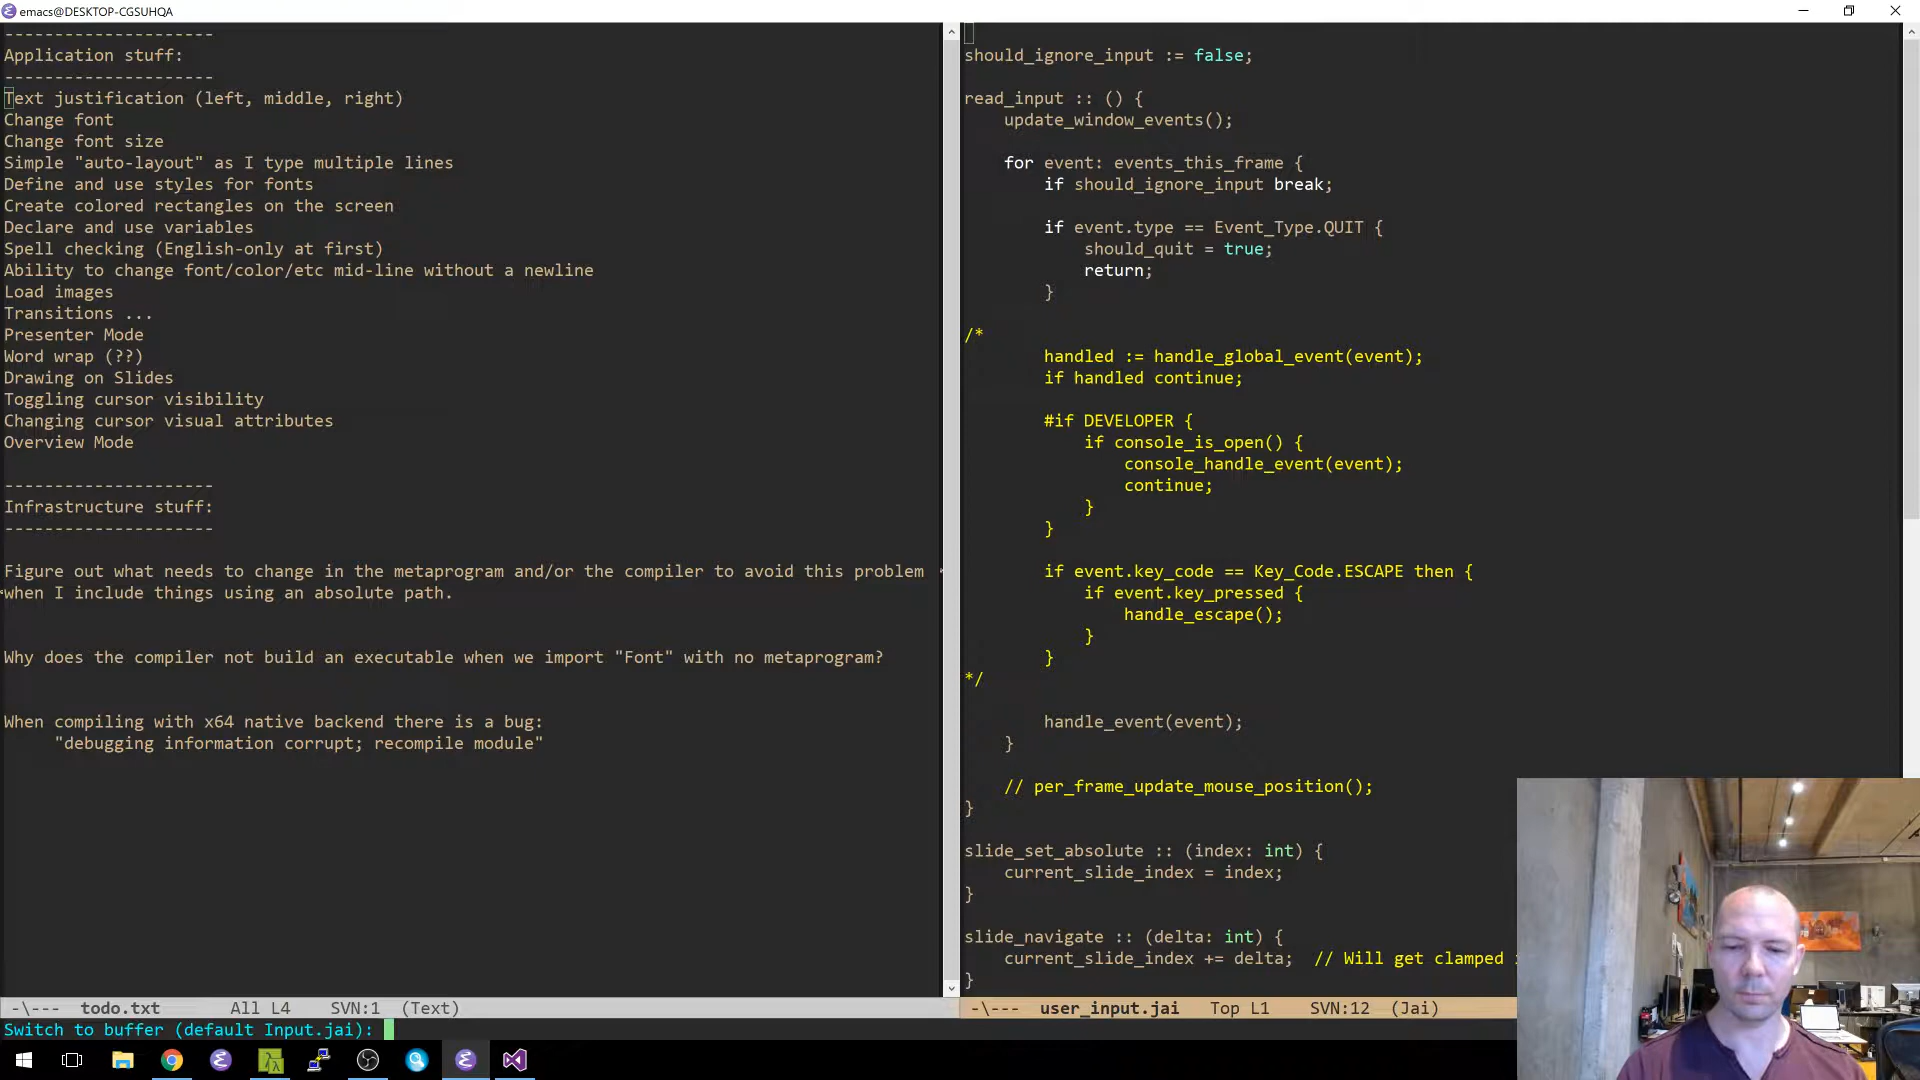 emacs@DESKTOP-CGSUHQA
---------------------
Application stuff:
---------------------
Text justification (left, middle, right)
Change font
Change font size
Simple "auto-layout" as I type multiple lines
Define and use styles for fonts
Create colored rectangles on the screen
Declare and use variables
Spell checking (English-only at first)
Ability to change font/color/etc mid-line without a newline
Load images
Transitions ...
Presenter Mode
Word wrap (??)
Drawing on Slides
Toggling cursor visibility
Changing cursor visual attributes
Overview Mode
---------------------
Infrastructure stuff:
---------------------
Figure out what needs to change in the metaprogram and/or the compiler to avoid this problem
when I include things using an absolute path.
Why does the compiler not build an executable when we import "Font" with no metaprogram?
When compiling with x64 native backend there is a bug:
"debugging information corrupt; recompile module"
-\--- todo.txt All L4 SVN:1 (Text)
should_ignore_input := false;
read_input :: () {
update_window_events();
for event: events_this_frame {
if should_ignore_input break;
if event.type == Event_Type.QUIT {
should_quit = true;
return;
}
/*
handled := handle_global_event(event);
if handled continue;
#if DEVELOPER {
if console_is_open() {
console_handle_event(event);
continue;
}
}
if event.key_code == Key_Code.ESCAPE then {
if event.key_pressed {
handle_escape();
}
}
*/
handle_event(event);
}
// per_frame_update_mouse_position();
}
slide_set_absolute :: (index: int) {
current_slide_index = index;
}
slide_navigate :: (delta: int) {
current_slide_index += delta; // Will get clamped
}
-\--- user_input.jai Top L1 SVN:12 (Jai)
Switch to buffer (default Input.jai):